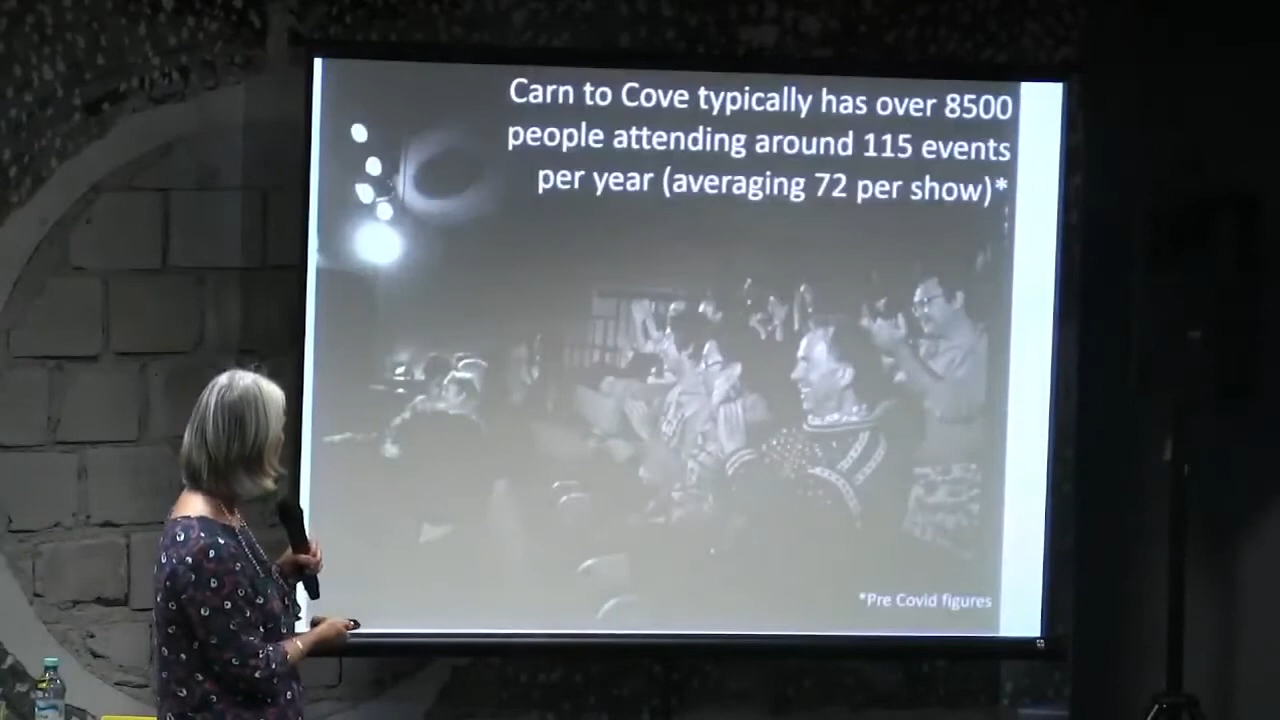 Carn to Cove typically has over 8500
people attending around 115 events
per year (averaging 72 per show)*
*Pre Covid figures